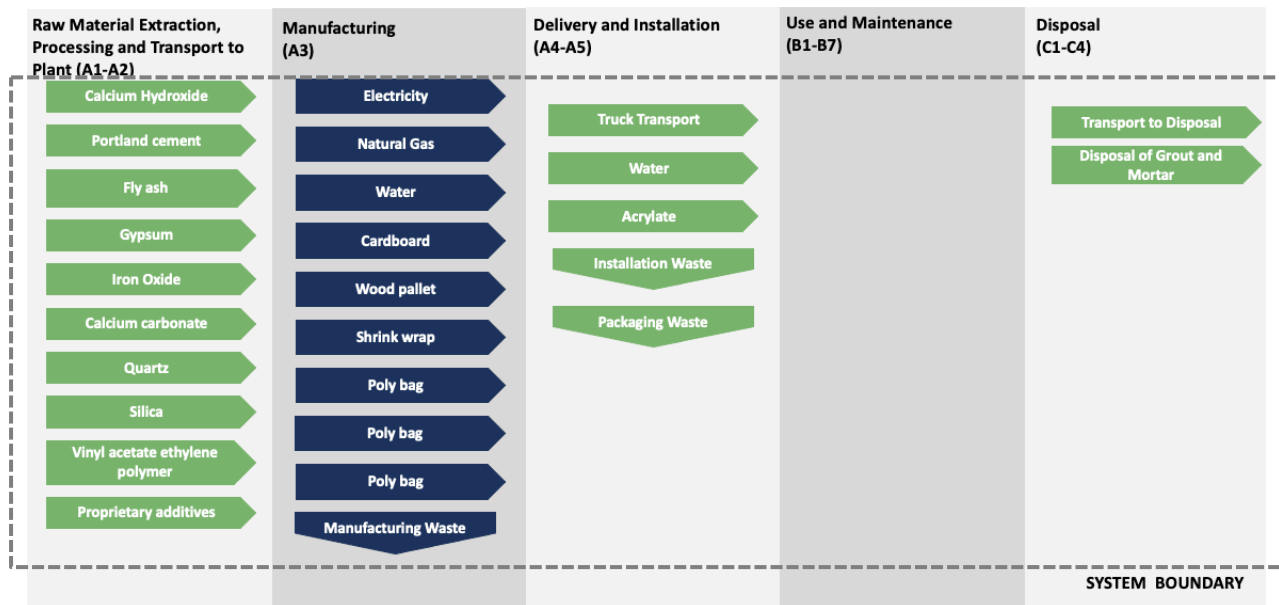 Raw Material Extraction,
Processing and Transport to
Plant (A1-A2)
Calcium Hydroxide
Portland cement
Fly ash
Gypsum
Iron Oxide
Calcium carbonate
Quartz
Silica
Vinyl acetate ethylene
polymer
Proprietary additives
Manufacturing
(A3)
Electricity
Natural Gas
Water
Cardboard
Wood pallet
Shrink wrap
Poly bag
Poly bag
Poly bag
Manufacturing Waste
Delivery and Installation
(A4-A5)
Truck Transport
Water
Acrylate
Installation Waste
Packaging Waste
Use and Maintenance
(B1-B7)
Disposal
(C1-C4)
Transport to Disposal
Disposal of Grout and
Mortar
SYSTEM BOUNDARY